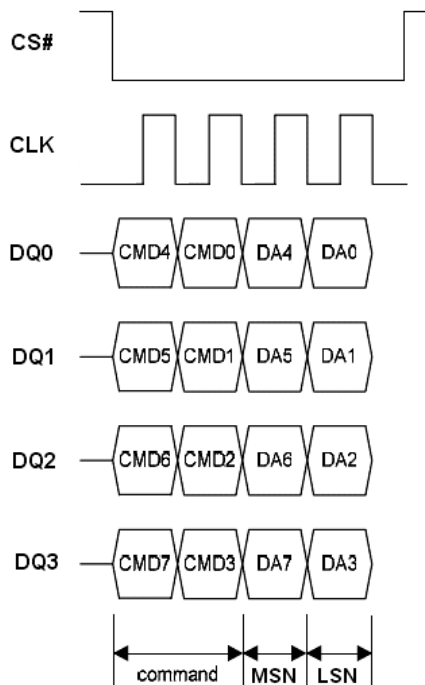 CS#
CLK
DQ0 CMD4 CMD0 DA4 DA0
DQ1 CMD5 CMD1 DA5 DA1
DQ2 CMD6 CMD2 DA6 DA2
DQ3 CMD7 CMD3 DA7 DA3
command MSN LSN